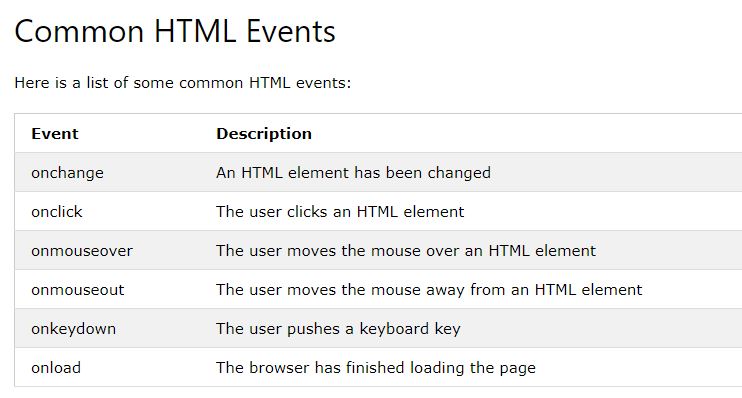 Common HTML Events
Here is a list of some common HTML events:
Event Description
onchange An HTML element has been changed
onclick The user clicks an HTML element
onmouseover The user moves the mouse over an HTML element
onmouseout The user moves the mouse away from an HTML element
onkeydown The user pushes a keyboard key
onload The browser has finished loading the page